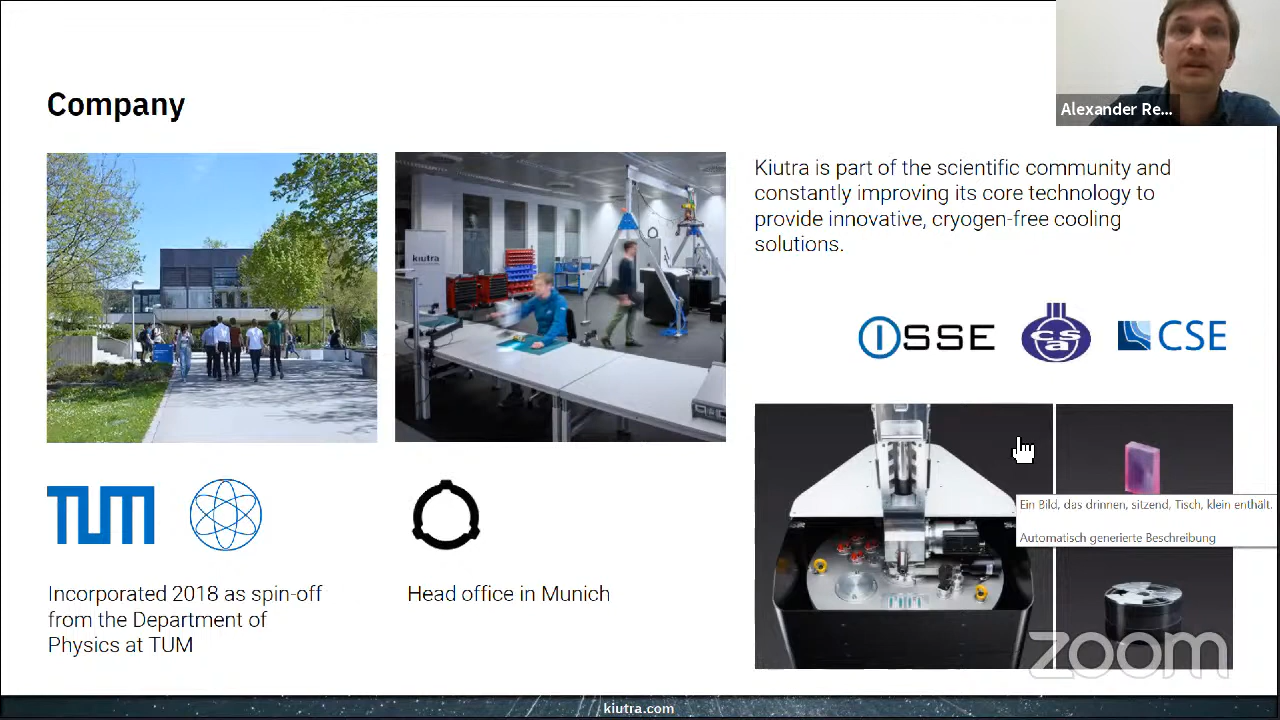 Alexander Re...
Company
kiutra
Kiutra is part of the scientific community and
constantly improving its core technology to
provide innovative, cryogen-free cooling
solutions.
ISSE
csa
CSE
Ein Bild, das drinnen, sitzend, Tisch, klein enthält.
Automatisch generierte Beschreibung
TUM
Incorporated 2018 as spin-off
from the Department of
Physics at TUM
Head office in Munich
zoom
kiutra.com